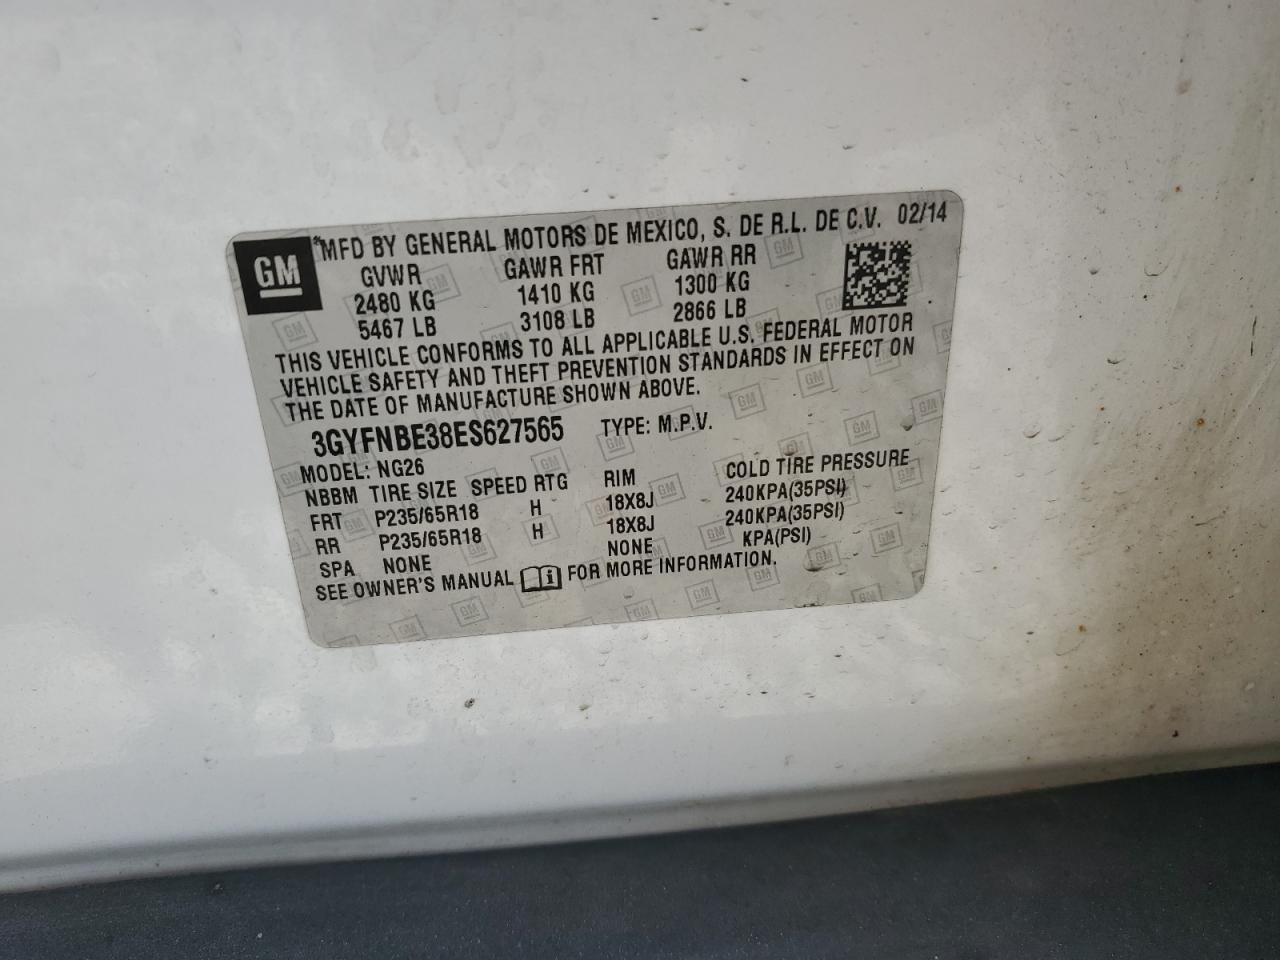 GM *MFD BY GENERAL MOTORS DE MEXICO, S. DE R.L. DE C.V. 02/14
GVWR GAWR FRT GAWR RR
2480 KG 1410 KG 1300 KG
5467 LB 3108 LB 2866 LB
THIS VEHICLE CONFORMS TO ALL APPLICABLE U.S. FEDERAL MOTOR
VEHICLE SAFETY AND THEFT PREVENTION STANDARDS IN EFFECT ON
THE DATE OF MANUFACTURE SHOWN ABOVE.
3GYFNBE38ES627565 TYPE: M.P.V.
MODEL: NG26
NBBM TIRE SIZE SPEED RTG RIM COLD TIRE PRESSURE
FRT P235/65R18 H 18X8J 240KPA(35PSI)
RR P235/65R18 H 18X8J 240KPA(35PSI)
SPA NONE NONE KPA(PSI)
SEE OWNER'S MANUAL i FOR MORE INFORMATION.